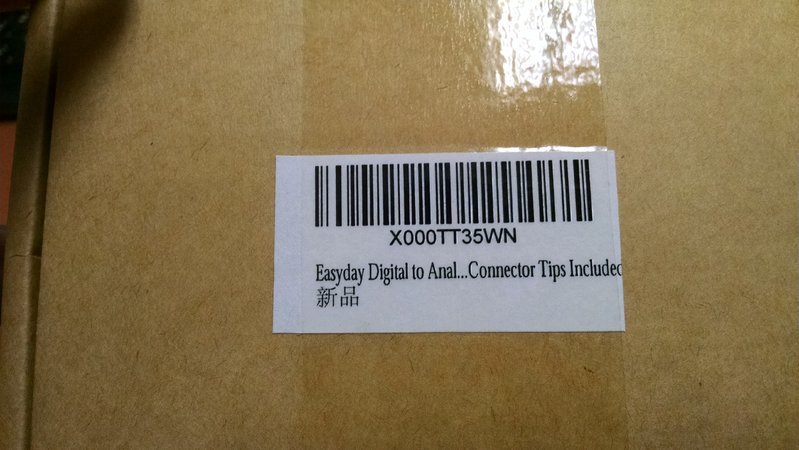 X000TT35WN
Easyday Digital to Anal...Connector Tips Included
新品